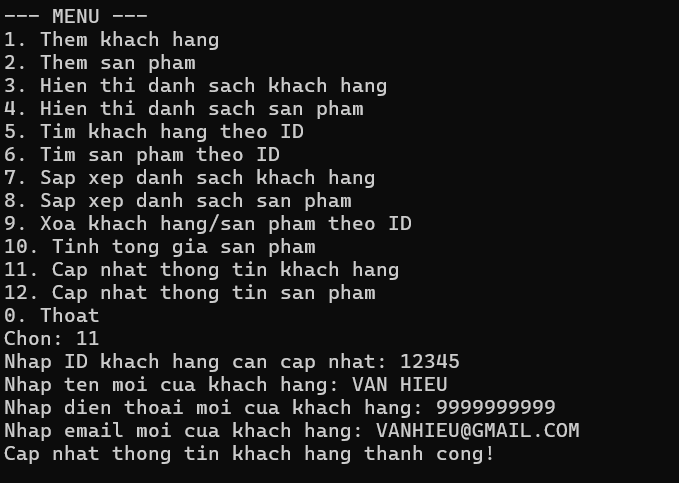 --- MENU ---
1. Them khach hang
2. Them san pham
3. Hien thi danh sach khach hang
4. Hien thi danh sach san pham
5. Tim khach hang theo ID
6. Tim san pham theo ID
7. Sap xep danh sach khach hang
8. Sap xep danh sach san pham
9. Xoa khach hang/san pham theo ID
10. Tinh tong gia san pham
11. Cap nhat thong tin khach hang
12. Cap nhat thong tin san pham
0. Thoat
Chon: 11
Nhap ID khach hang can cap nhat: 12345
Nhap ten moi cua khach hang: VAN HIEU
Nhap dien thoai moi cua khach hang: 9999999999
Nhap email moi cua khach hang: VANHIEU@GMAIL.COM
Cap nhat thong tin khach hang thanh cong!